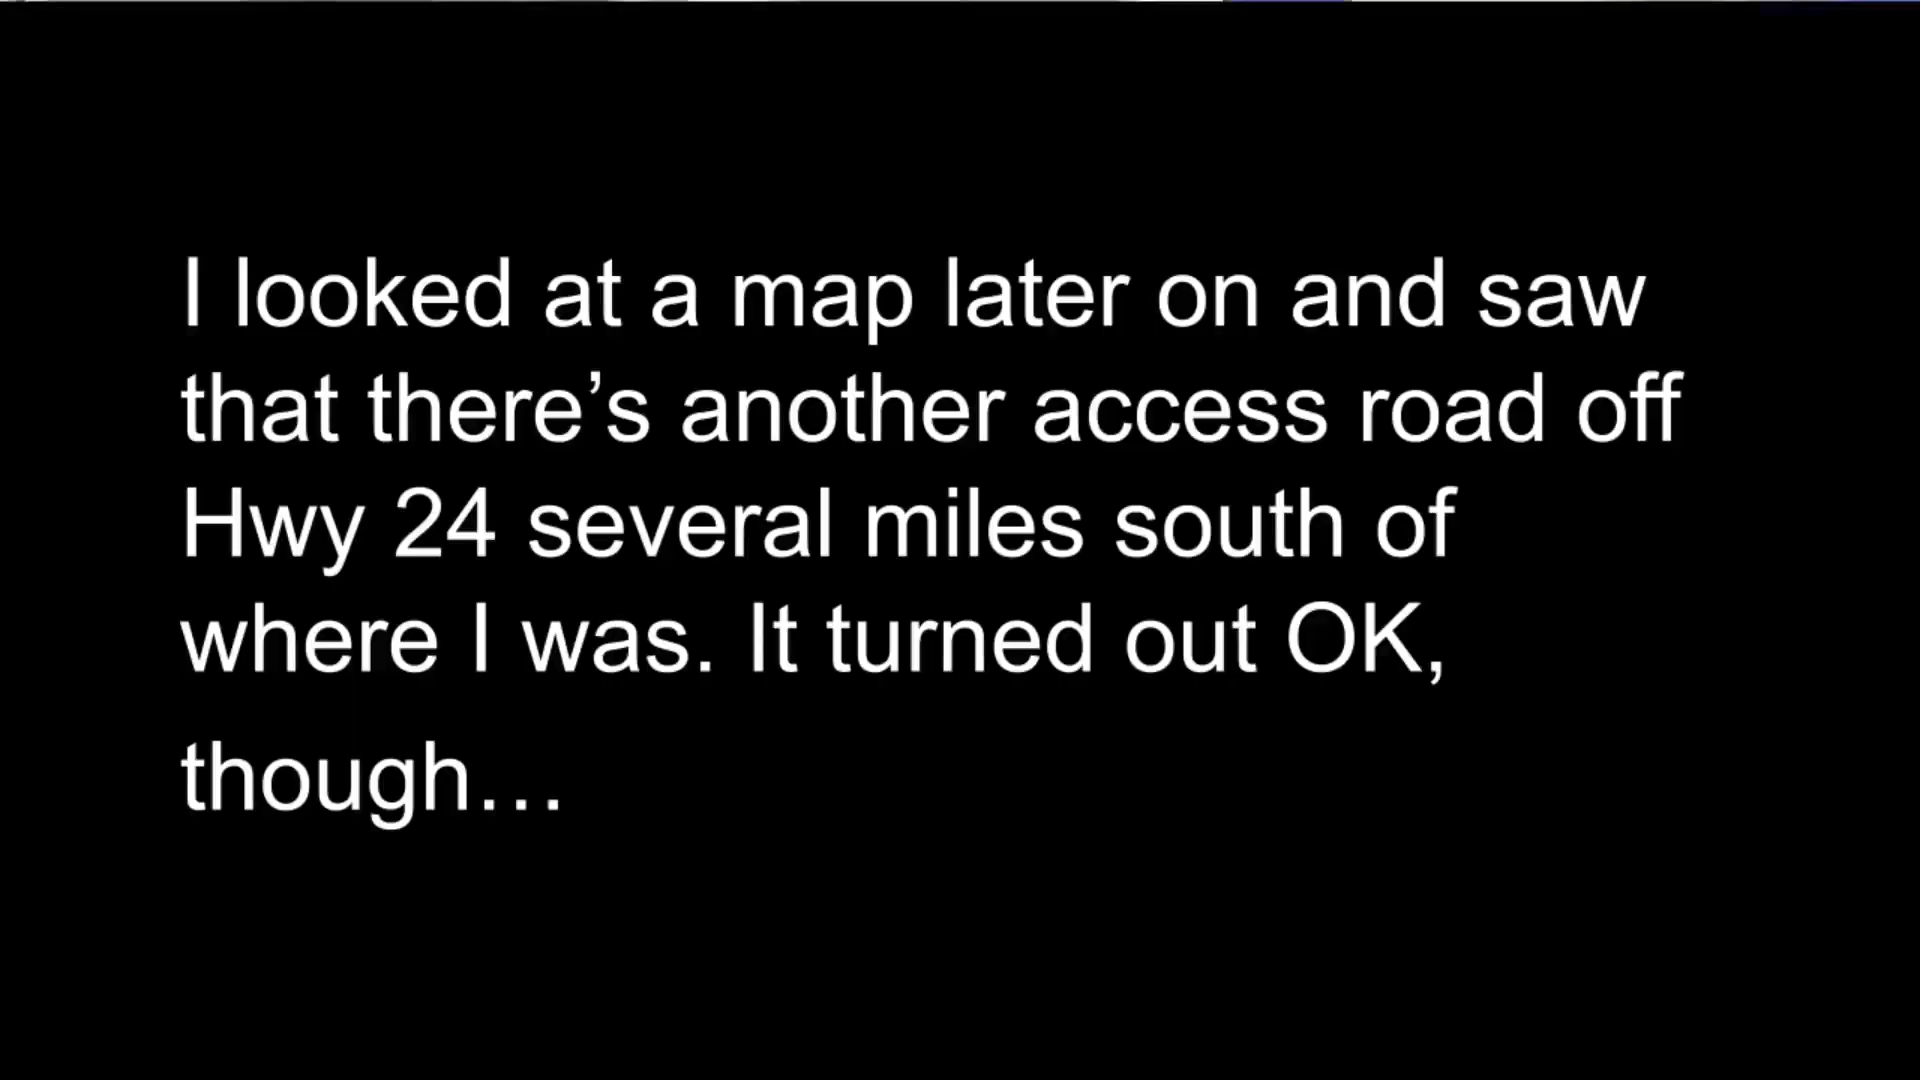 I looked at a map later on and saw
that there’s another access road off
Hwy 24 several miles south of
where I was. It turned out OK,
though…